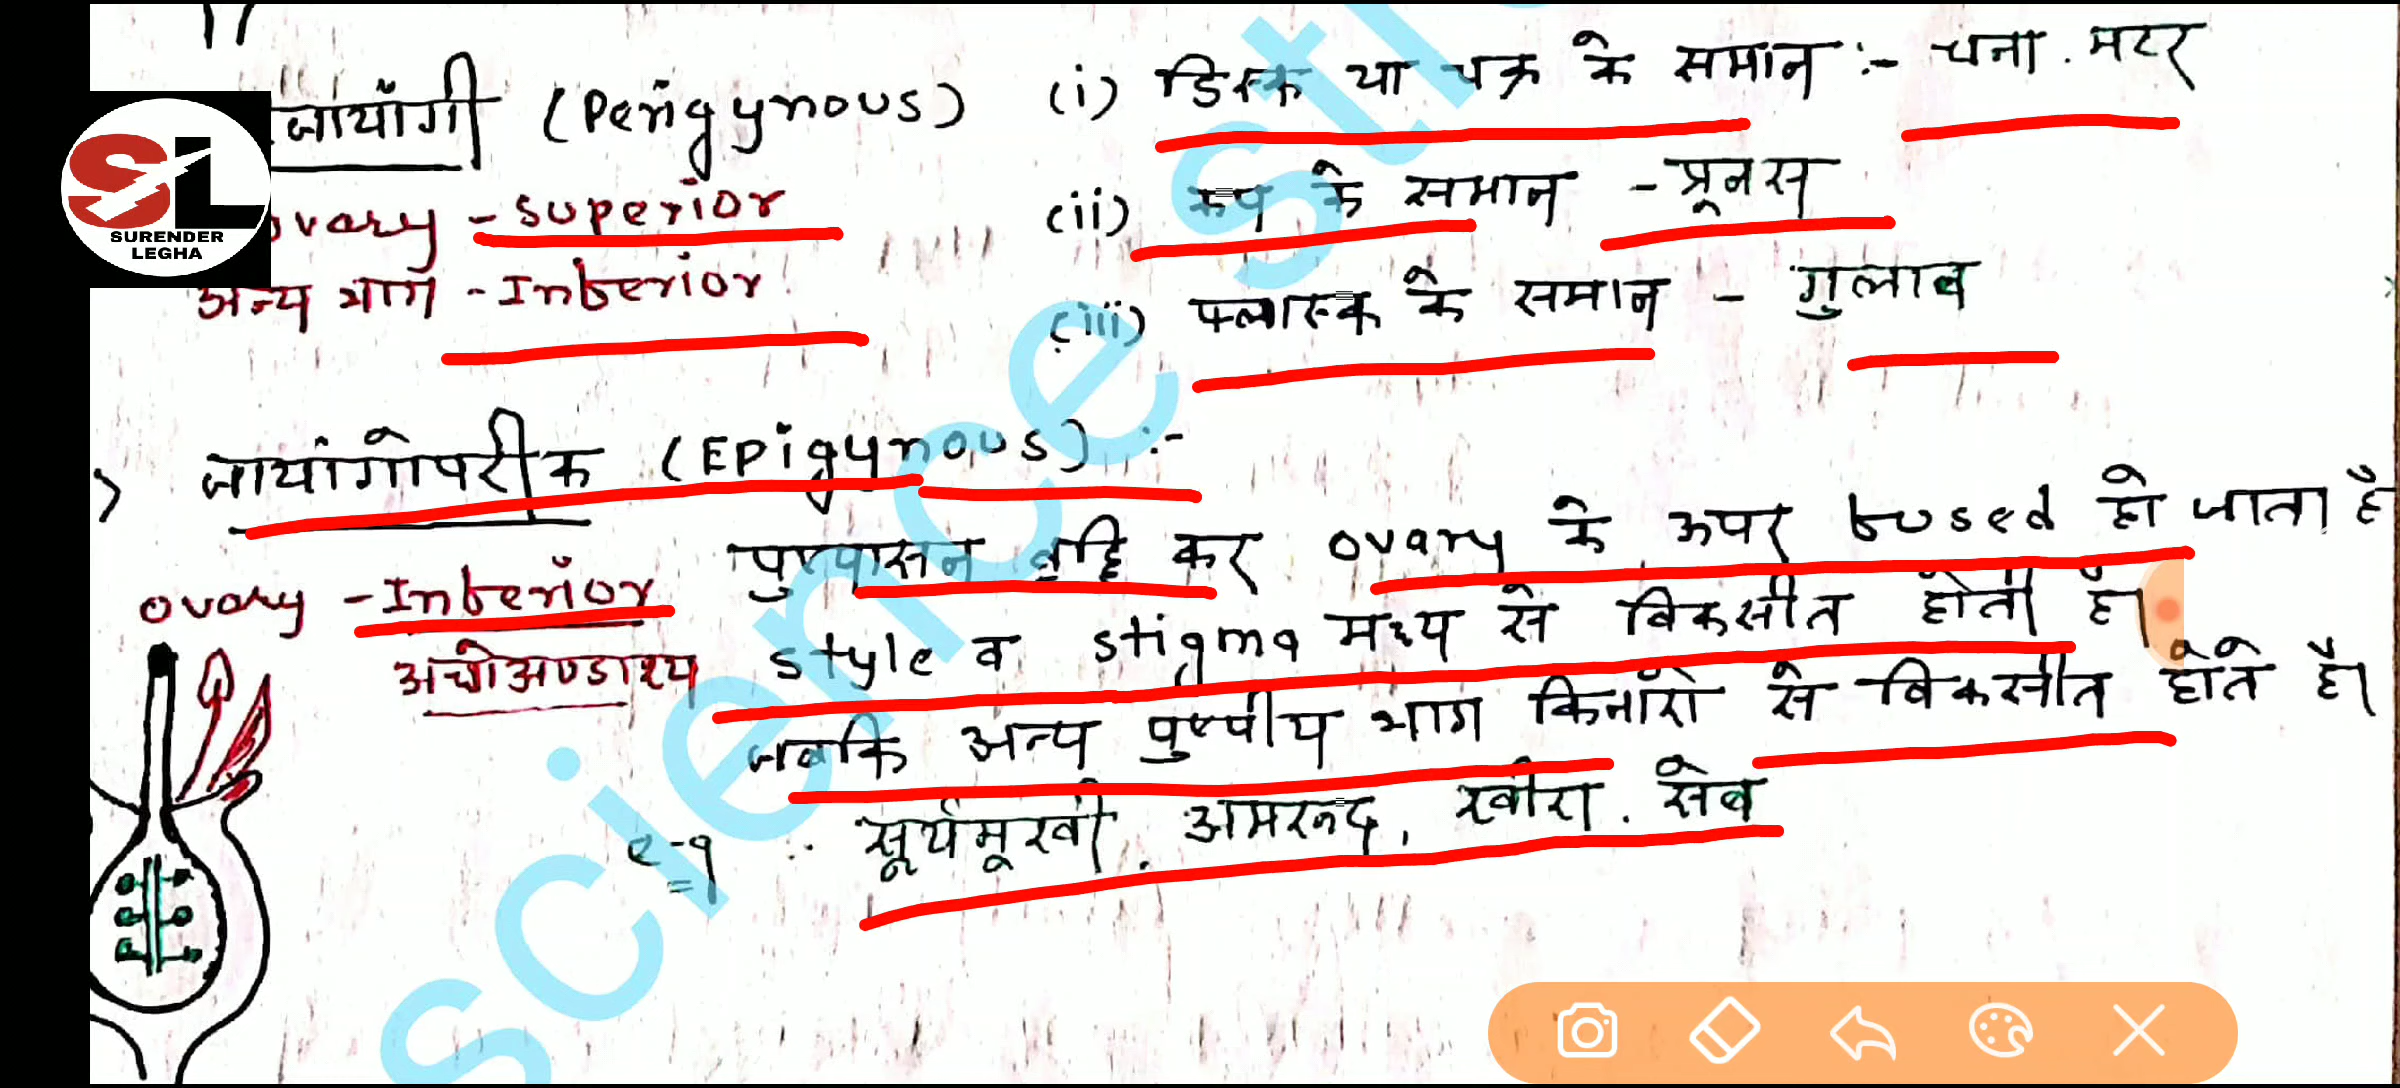 जायांगी (Perigynous) (i) डिस्क या चक्र के समान :- चना . मटर
ovary - superior (ii) कप के समान - प्रूनस
अन्य भाग - Inferior (iii) फ्लास्क के समान - गुलाब
SL
SURENDER
LEGHA
जायांगोपरीक (Epigynous) :-
पुष्पासन वृद्धि कर ovary के ऊपर fused हो जाता है
ovary - Inferior
style व stigma मध्य से विकसीत होती है।
अधोअण्डाश्य
जबकि अन्य पुष्पीय भाग किनारों से विकसीत होते है।
e-g :- सूर्यमूखी, अमरूद, खीरा . सेब
science sti